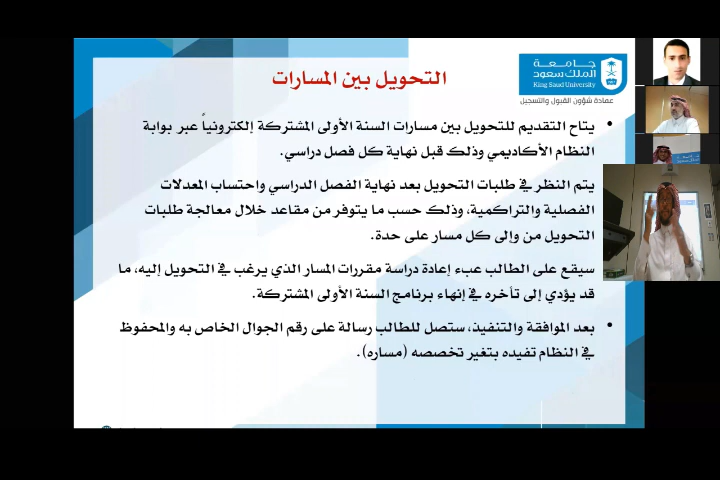 جامعة
الملك سعود
King Saud University
عمادة شؤون القبول والتسجيل
التحويل بين المسارات
• يتاح التقديم للتحويل بين مسارات السنة الأولى المشتركة إلكترونياً عبر بوابة
النظام الأكاديمي وذلك قبل نهاية كل فصل دراسي.
يتم النظر في طلبات التحويل بعد نهاية الفصل الدراسي واحتساب المعدلات
الفصلية والتراكمية، وذلك حسب ما يتوفر من مقاعد خلال معالجة طلبات
التحويل من وإلى كل مسار على حدة.
سيقع على الطالب عبء إعادة دراسة مقررات المسار الذي يرغب في التحويل إليه، ما
قد يؤدي إلى تأخره في إنهاء برنامج السنة الأولى المشتركة.
• بعد الموافقة والتنفيذ، ستصل للطالب رسالة على رقم الجوال الخاص به والمحفوظ
في النظام تفيده بتغير تخصصه (مساره).